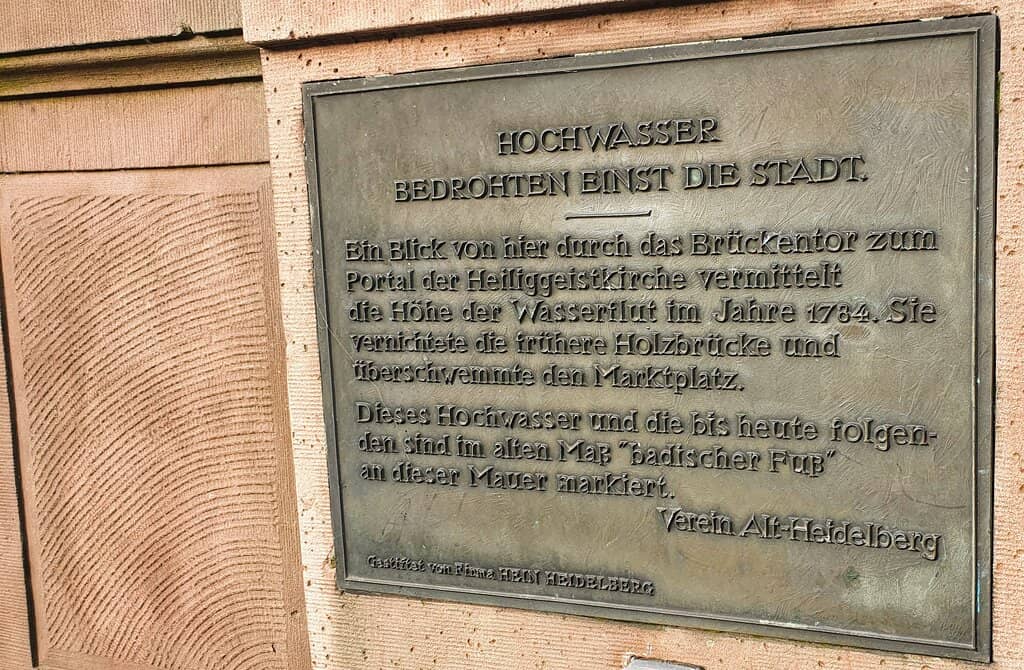 HOCHWASSER
BEDROHTEN EINST DIE STADT.
Ein Blick von hier durch das Brückentor zum
Portal der Heiliggeistkirche vermittelt
die Höhe der Wasserflut im Jahre 1784. Sie
vernichtete die frühere Holzbrücke und
überschwemmte den Marktplatz.
Dieses Hochwasser und die bis heute folgen-
den sind im alten Maß "badischer Fuß"
an dieser Mauer markiert.
Verein Alt-Heidelberg
Gestiftet von Firma HEIN HEIDELBERG